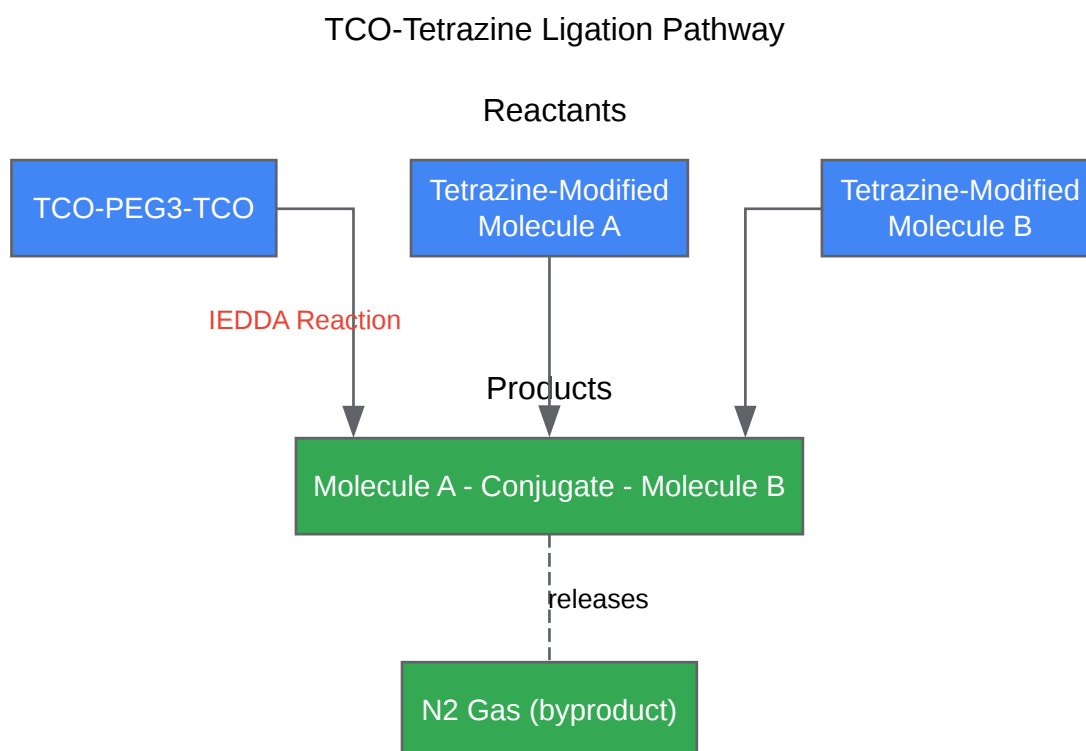 TCO-Tetrazine Ligation Pathway
Reactants
TCO-PEG3-TCO
Tetrazine-Modified
Molecule A
Tetrazine-Modified
Molecule B
IEDDA Reaction
Products
Molecule A - Conjugate - Molecule B
releases
N2 Gas (byproduct)